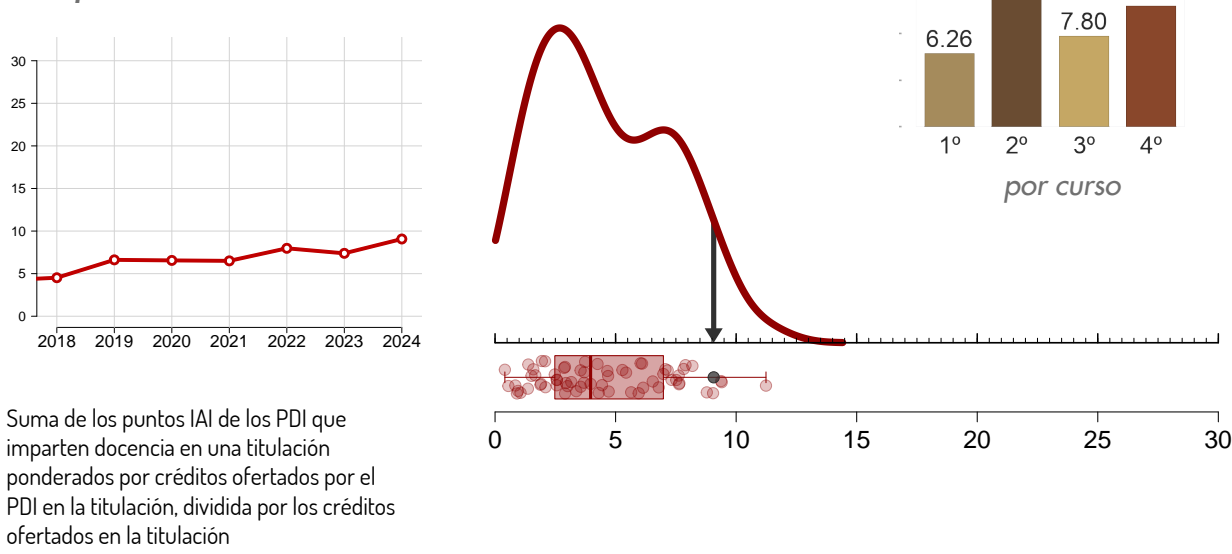 30
25
20
15
10
5
0
2018 2019 2020 2021 2022 2023 2024
Suma de los puntos IAI de los PDI que
imparten docencia en una titulación
ponderados por créditos ofertados por el
PDI en la titulación, dividida por los créditos
ofertados en la titulación
0 5 10 15 20 25 30
6.26 7.80
1º 2º 3º 4º
por curso